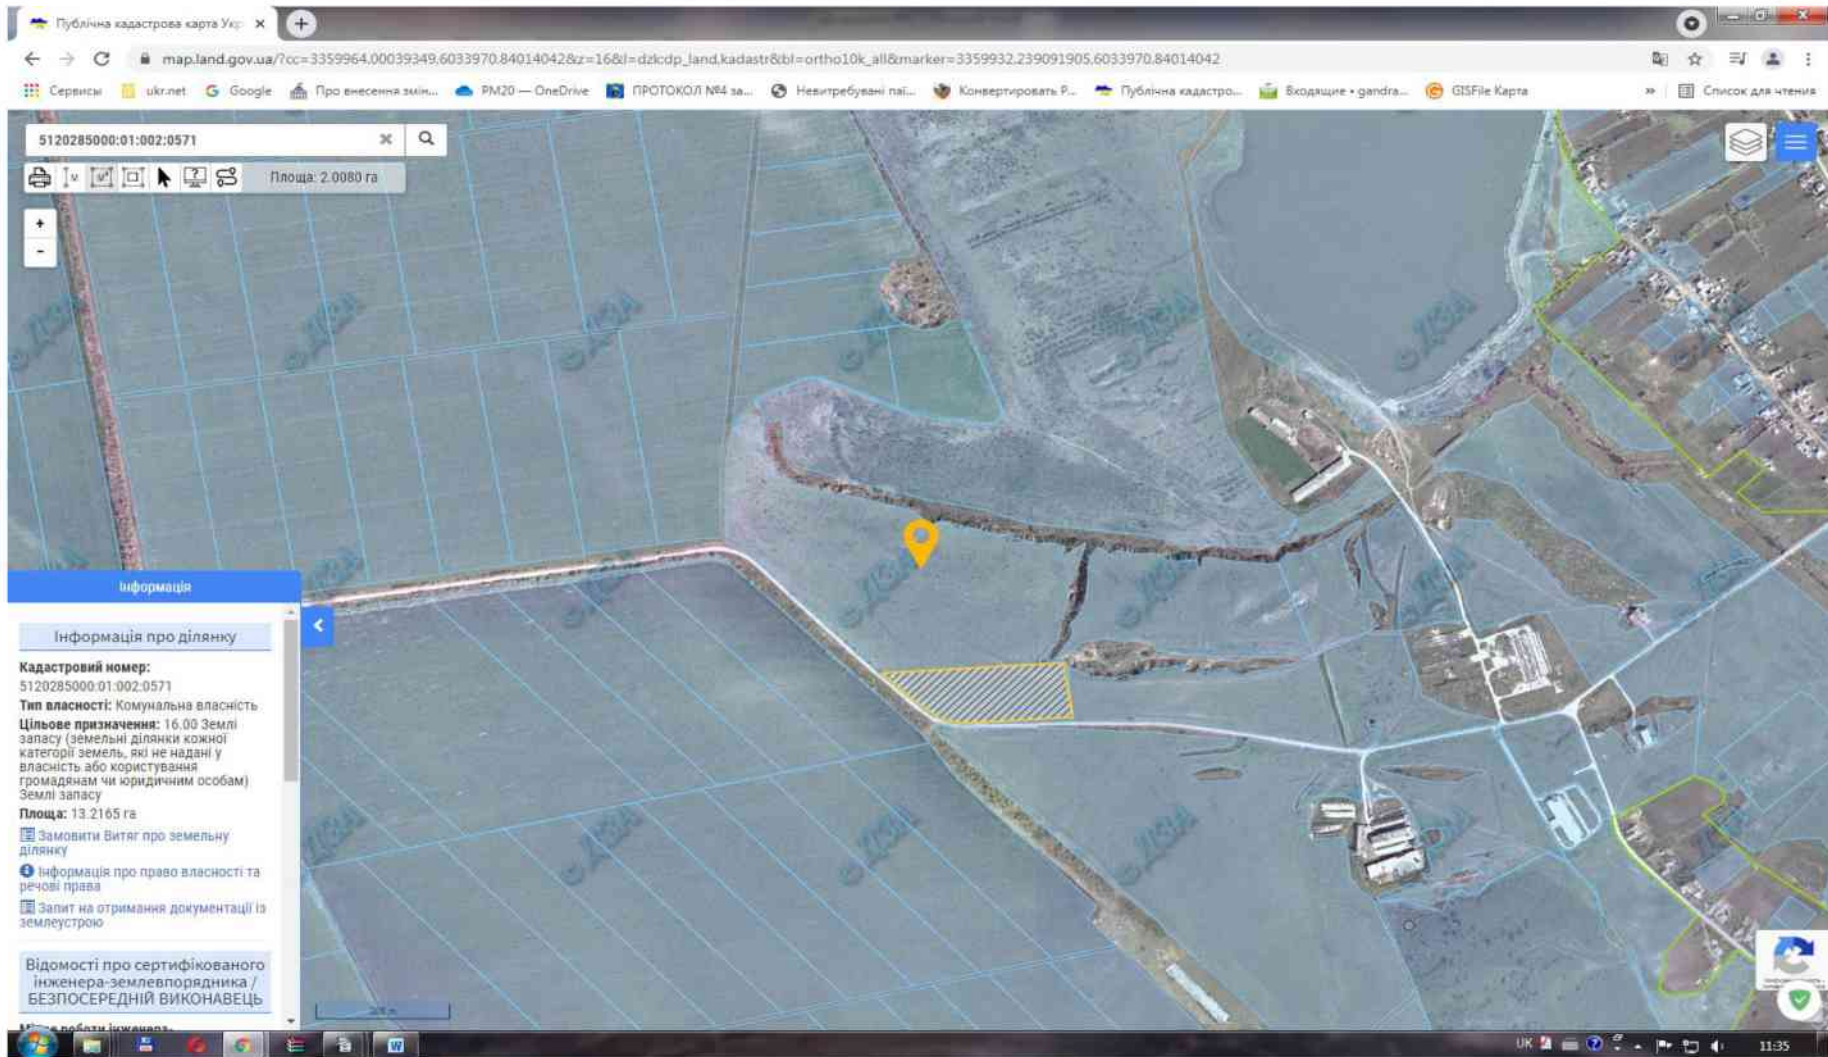 Публічна кадастрова карта Укр
map.land.gov.ua/?cc=3359964.00039349,6033970.84014042&z=16&l=dzkcdp_land,kadastr&bl=ortho10k_all&marker=3359932.239091905,6033970.84014042
Сервисы ukr.net Google Про внесення змін... PM20 — OneDrive ПРОТОКОЛ №4 за... Невитребувані паї... Конвертировать Р... Публічна кадастро... Входящие • gandra... GISFile Карта » Список для чтения
5120285000:01:002:0571
Площа: 2.0080 га
+
-
© ДЗЗА
Інформація
Інформація про ділянку
Кадастровий номер:
5120285000:01:002:0571
Тип власності: Комунальна власність
Цільове призначення: 16.00 Землі
запасу (земельні ділянки кожної
категорії земель, які не надані у
власність або користування
громадянам чи юридичним особам)
Землі запасу
Площа: 13.2165 га
Замовити Витяг про земельну
ділянку
Інформація про право власності та
речові права
Запит на отримання документації із
землеустрою
Відомості про сертифікованого
інженера-землевпорядника /
БЕЗПОСЕРЕДНІЙ ВИКОНАВЕЦЬ
Місце роботи інженера-
UK
11:35